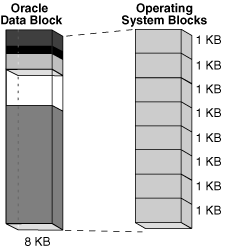 Oracle
Data Block
Operating
System Blocks
1 KB
1 KB
1 KB
1 KB
1 KB
1 KB
1 KB
1 KB
8 KB